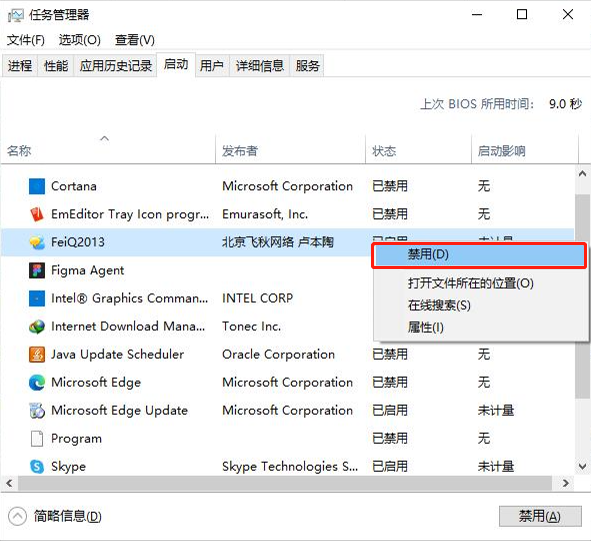 任务管理器
文件(F) 选项(O) 查看(V)
进程 性能 应用历史记录 启动 用户 详细信息 服务
上次 BIOS 所用时间： 9.0 秒
名称 发布者 状态 启动影响
Cortana Microsoft Corporation 已禁用 无
EmEditor Tray Icon progr... Emurasoft, Inc. 已禁用 无
FeiQ2013 北京飞秋网络 卢本陶 已启用 未计量
禁用(D)
Figma Agent
打开文件所在的位置(O)
Intel® Graphics Comman... INTEL CORP
在线搜索(S)
Internet Download Mana... Tonec Inc.
属性(I)
Java Update Scheduler Oracle Corporation 已禁用 无
Microsoft Edge Microsoft Corporation 已禁用 无
Microsoft Edge Update Microsoft Corporation 已启用 未计量
Program 已禁用 无
Skype Skype Technologies S... 已启用 未计量
简略信息(D) 禁用(A)